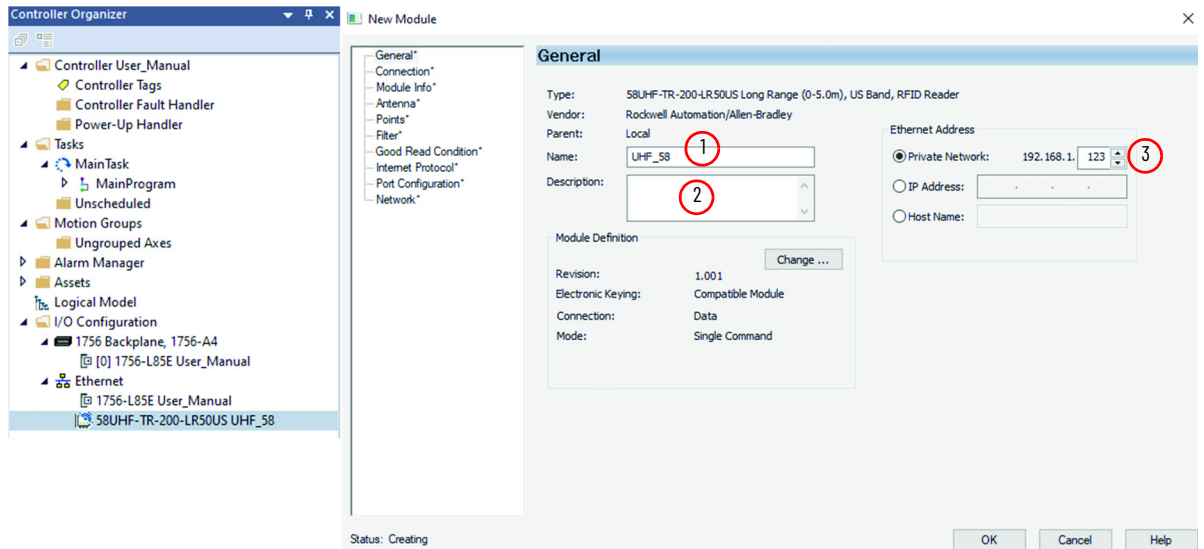 Controller Organizer
Controller User_Manual
Controller Tags
Controller Fault Handler
Power-Up Handler
Tasks
MainTask
MainProgram
Unscheduled
Motion Groups
Ungrouped Axes
Alarm Manager
Assets
Logical Model
I/O Configuration
1756 Backplane, 1756-A4
[0] 1756-L85E User_Manual
Ethernet
1756-L85E User_Manual
58UHF-TR-200-LR50US UHF_58
New Module
General*
Connection*
Module Info*
Antenna*
Points*
Filter*
Good Read Condition*
Internet Protocol*
Port Configuration*
Network*
General
Type: 58UHF-TR-200-LR50US Long Range (0-5.0m), US Band, RFID Reader
Vendor: Rockwell Automation/Allen-Bradley
Parent: Local
Name: UHF_58 1
Description: 2
Module Definition
Change ...
Revision: 1.001
Electronic Keying: Compatible Module
Connection: Data
Mode: Single Command
Ethernet Address
Private Network: 192.168.1. 123 3
IP Address: . . .
Host Name:
Status: Creating
OK Cancel Help